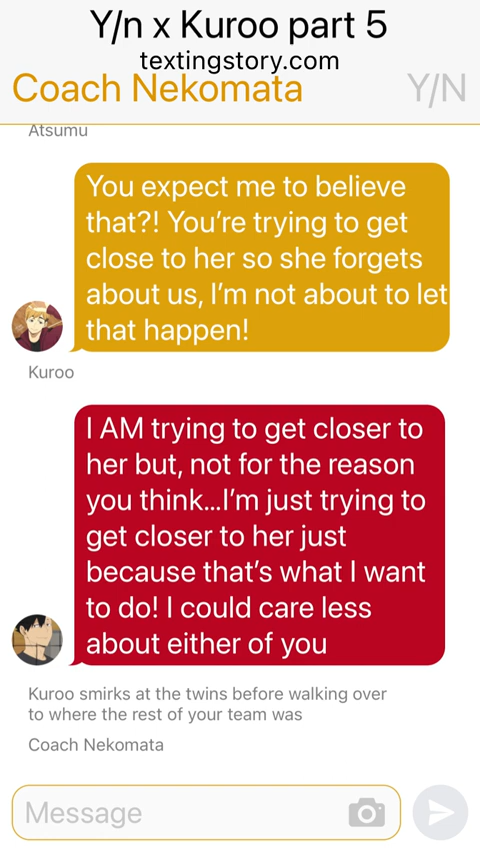 Y/n x Kuroo part 5
textingstory.com
Coach Nekomata
Y/N
Atsumu
You expect me to believe
that?! You're trying to get
close to her so she forgets
about us, I'm not about to let
that happen!
Kuroo
I AM trying to get closer to
her but, not for the reason
you think...I'm just trying to
get closer to her just
because that's what I want
to do! I could care less
about either of you
Kuroo smirks at the twins before walking over
to where the rest of your team was
Coach Nekomata
Message